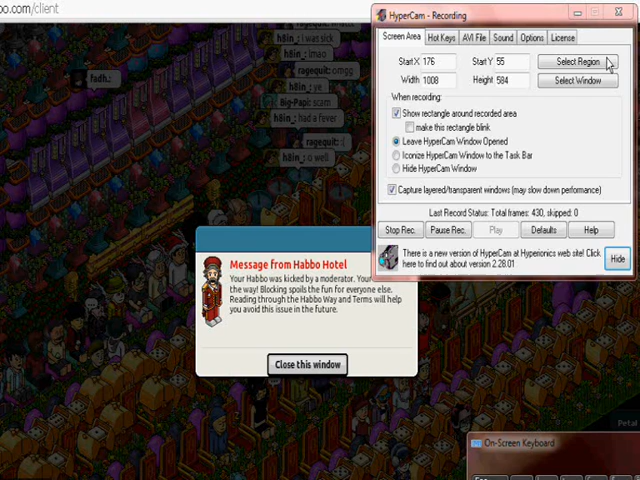 oo.com/client
HyperCam - Recording
Screen Area Hot Keys AVI File Sound Options License
Start X 176 Start Y 55 Select Region
Width 1008 Height 584 Select Window
When recording:
Show rectangle around recorded area
make this rectangle blink
Leave HyperCam Window Opened
Iconize HyperCam Window to the Task Bar
Hide HyperCam Window
Capture layered/transparent windows (may slow down performance)
Last Record Status: Total frames: 430, skipped: 0
Stop Rec. Pause Rec. Play Defaults Help
There is a new version of HyperCam at Hyperionics web site! Click
here to find out about version 2.28.01
Hide
h8in_: i was sick
h8in_: lmao
ragequit: omgg
fadh.:
h8in_: ye
Big-Papi: scam
h8in_: had a fever
ragequit: :(
h8in_: o well
Message from Habbo Hotel
Your Habbo was kicked by a moderator.
the way! Blocking spoils the fun for everyone else.
Reading through the Habbo Way and Terms will help
you avoid this issue in the future.
Close this window
Petal
On-Screen Keyboard